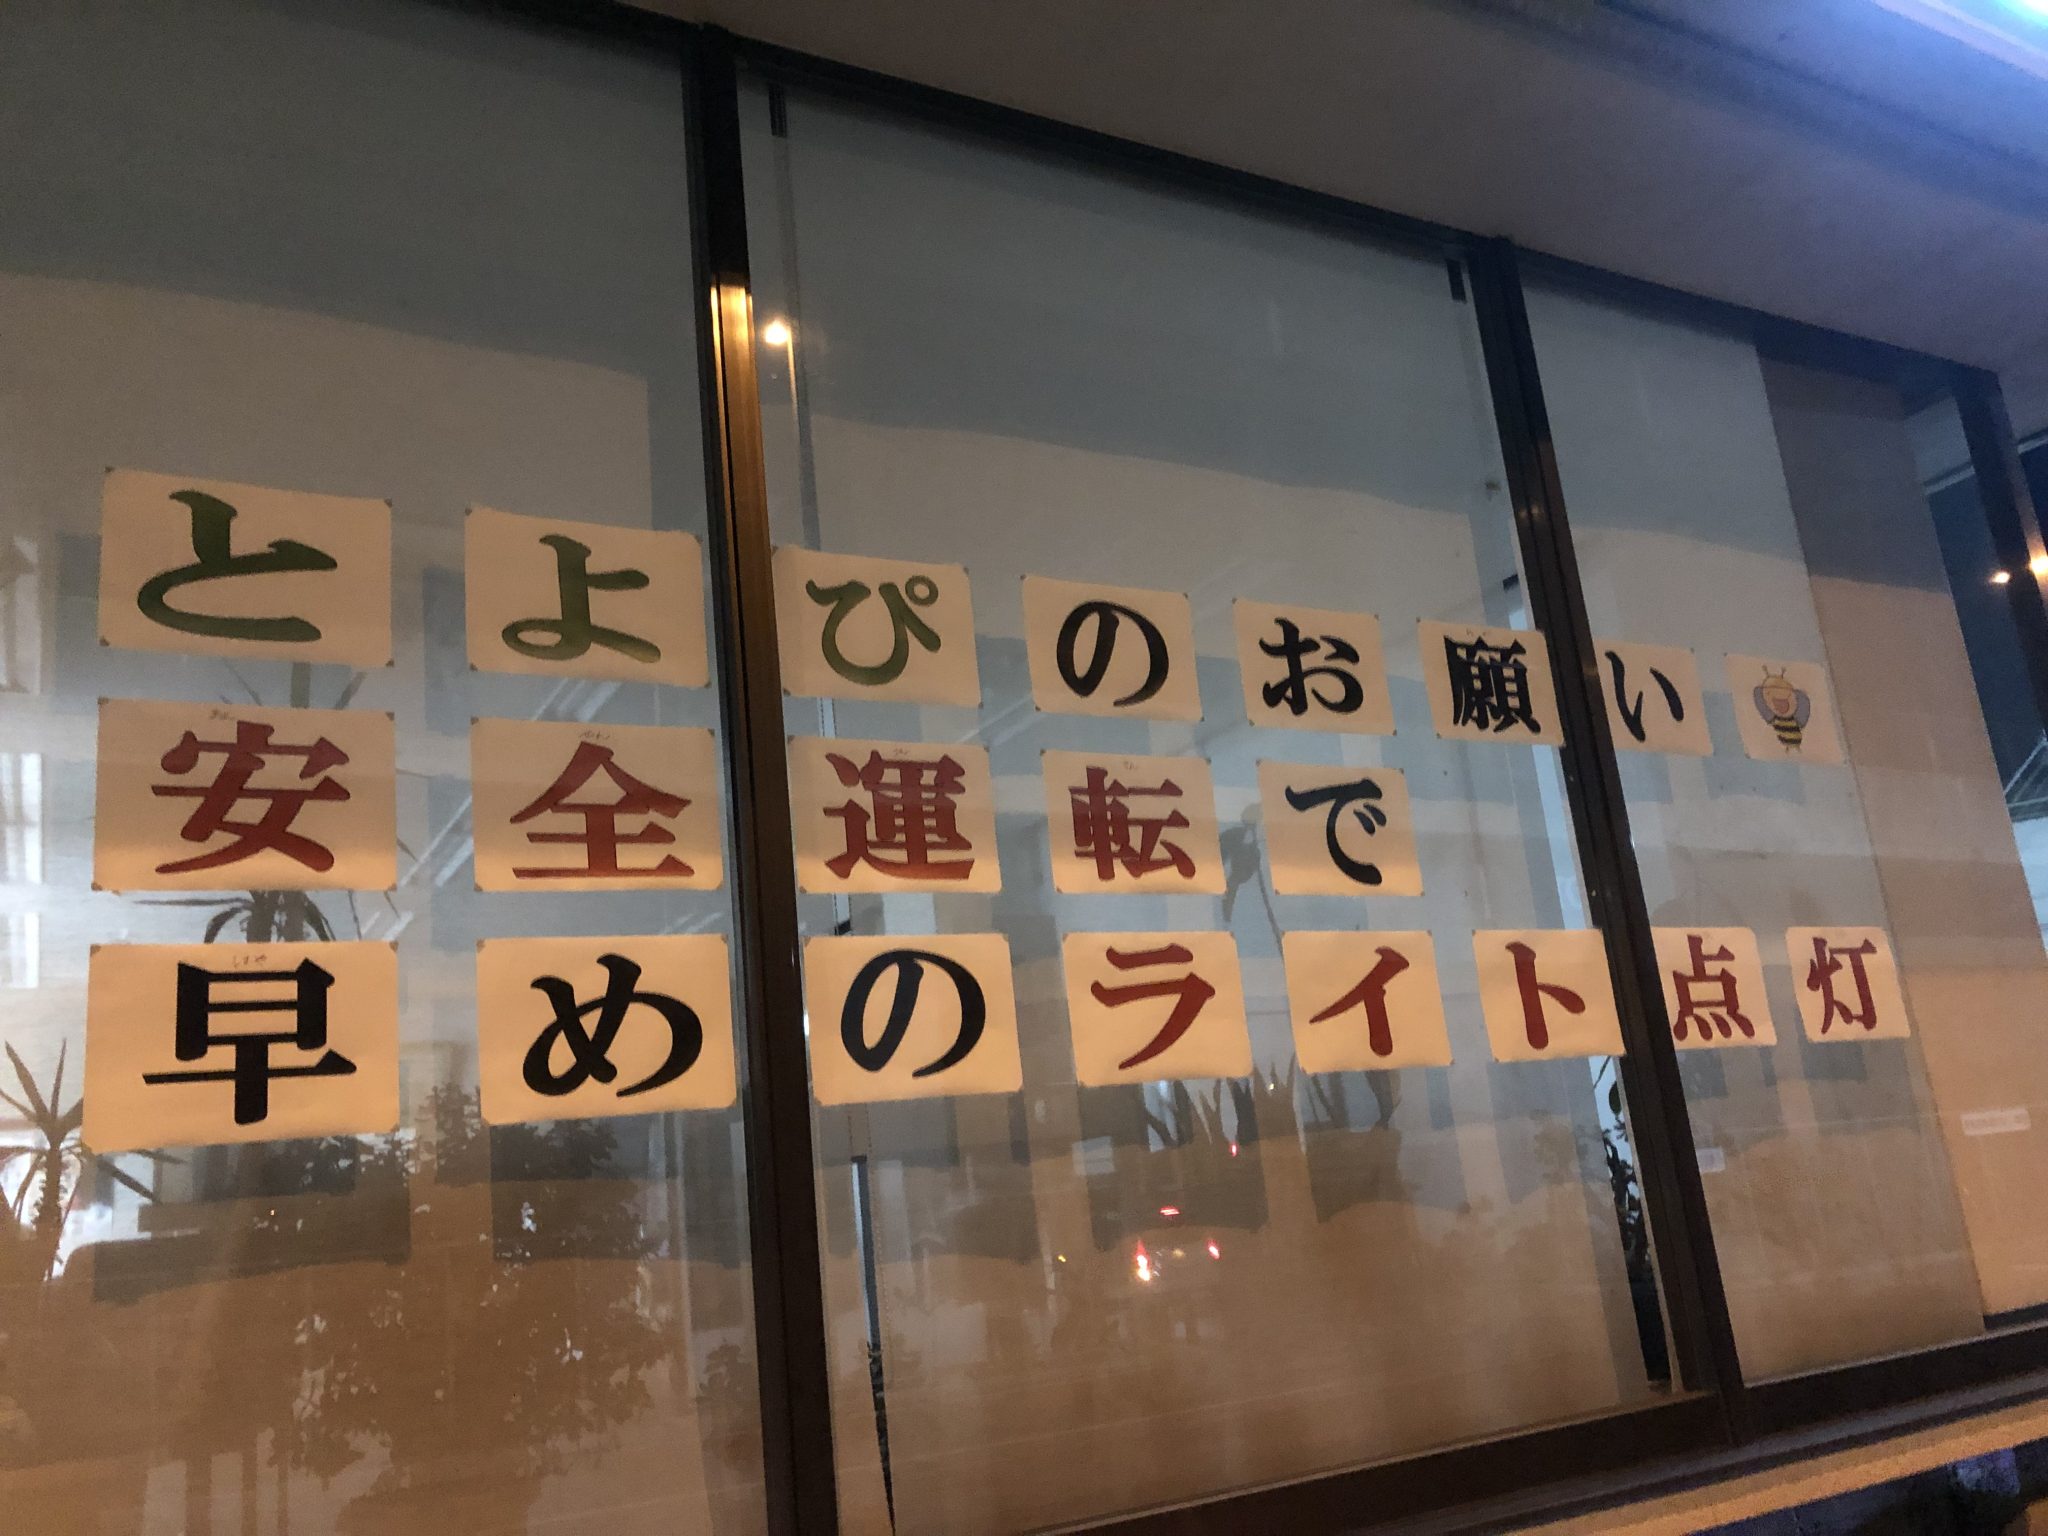 とよぴのお願い
安全運転で
早めのライト点灯